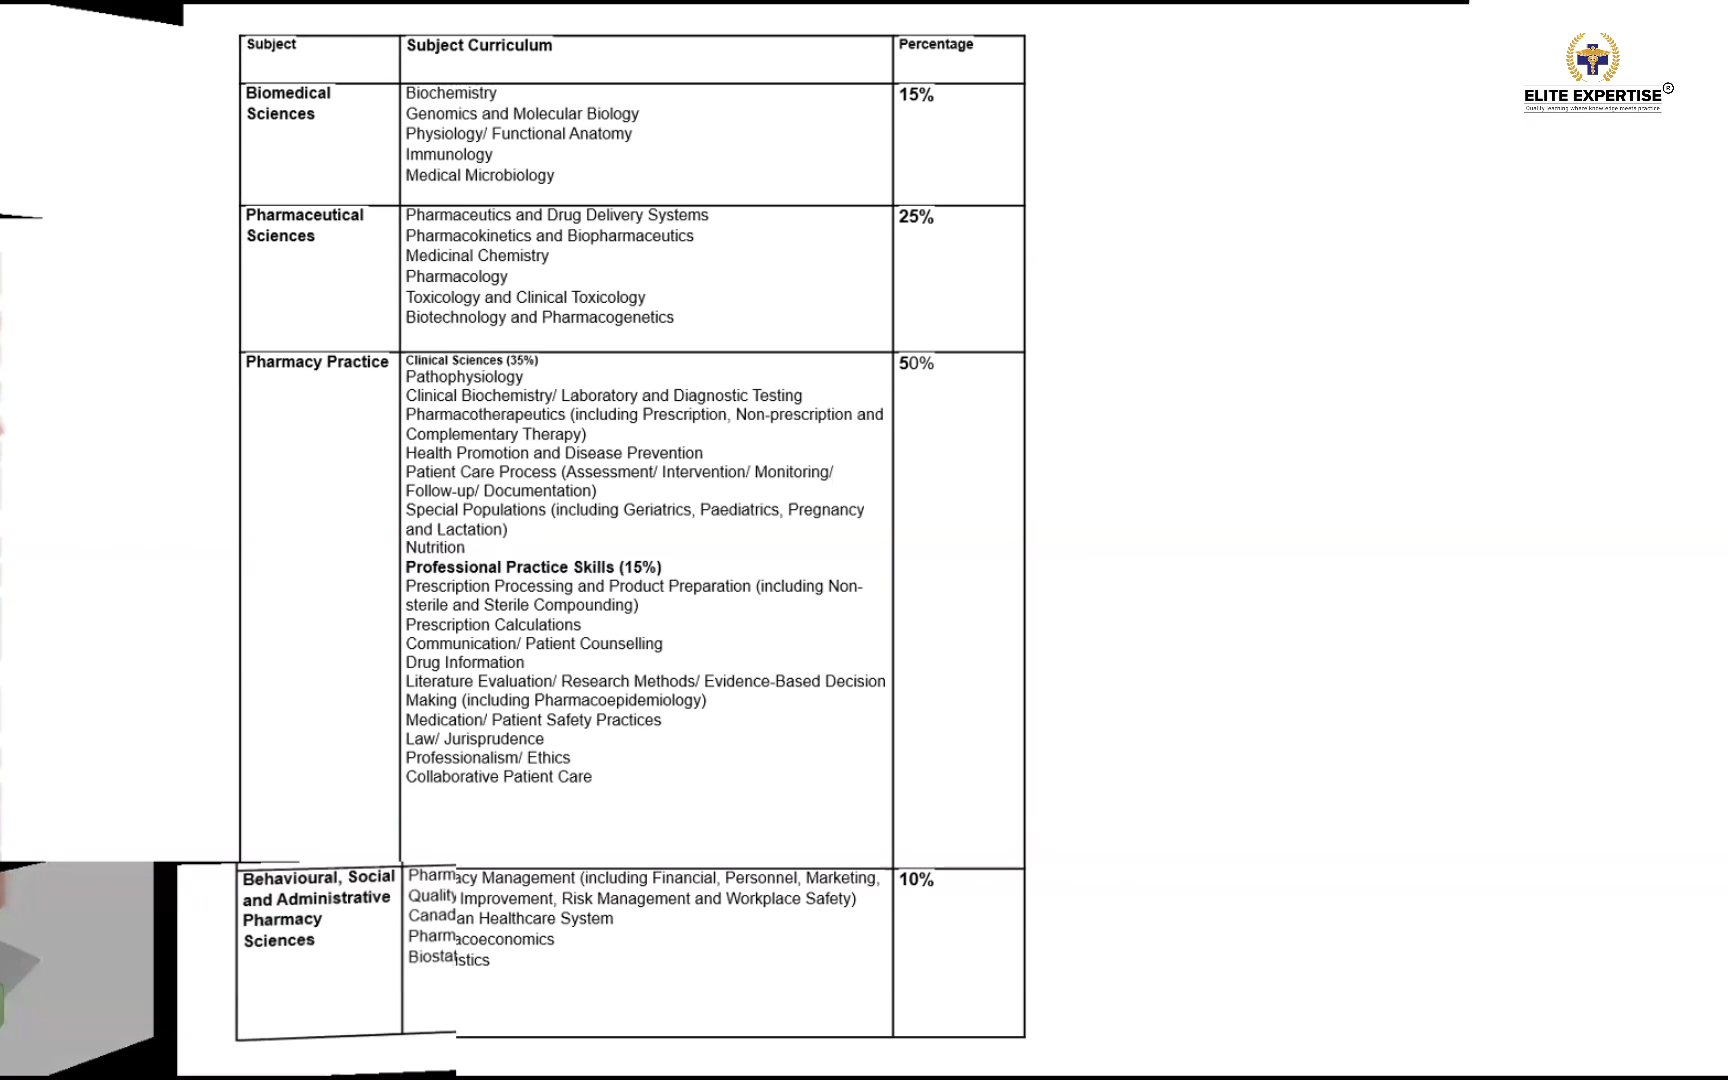 Subject Subject Curriculum Percentage
Biomedical Sciences
Biochemistry
Genomics and Molecular Biology
Physiology/ Functional Anatomy
Immunology
Medical Microbiology
15%
Pharmaceutical Sciences
Pharmaceutics and Drug Delivery Systems
Pharmacokinetics and Biopharmaceutics
Medicinal Chemistry
Pharmacology
Toxicology and Clinical Toxicology
Biotechnology and Pharmacogenetics
25%
Pharmacy Practice
Clinical Sciences (35%)
Pathophysiology
Clinical Biochemistry/ Laboratory and Diagnostic Testing
Pharmacotherapeutics (including Prescription, Non-prescription and
Complementary Therapy)
Health Promotion and Disease Prevention
Patient Care Process (Assessment/ Intervention/ Monitoring/
Follow-up/ Documentation)
Special Populations (including Geriatrics, Paediatrics, Pregnancy
and Lactation)
Nutrition
Professional Practice Skills (15%)
Prescription Processing and Product Preparation (including Non-
sterile and Sterile Compounding)
Prescription Calculations
Communication/ Patient Counselling
Drug Information
Literature Evaluation/ Research Methods/ Evidence-Based Decision
Making (including Pharmacoepidemiology)
Medication/ Patient Safety Practices
Law/ Jurisprudence
Professionalism/ Ethics
Collaborative Patient Care
50%
Behavioural, Social
and Administrative
Pharmacy
Sciences
Pharmacy Management (including Financial, Personnel, Marketing,
Quality Improvement, Risk Management and Workplace Safety)
Canadian Healthcare System
Pharmacoeconomics
Biostatistics
10%
ELITE EXPERTISE®
Quality learning where knowledge meets practice